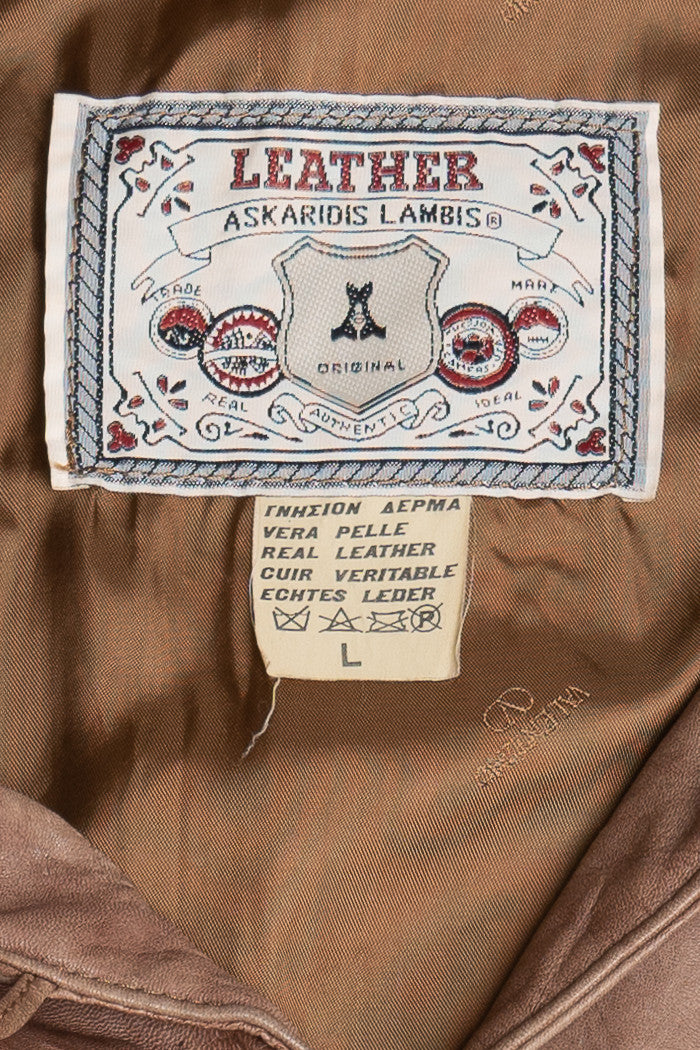 LEATHER
ASKARIDIS LAMBIS®
TRADE MARK
ORIGINAL
REAL IDEAL
AUTHENTIC
ΓΝΗΣΙΟΝ ΔΕΡΜΑ
VERA PELLE
REAL LEATHER
CUIR VERITABLE
ECHTES LEDER
P
L
V
VALENTINO